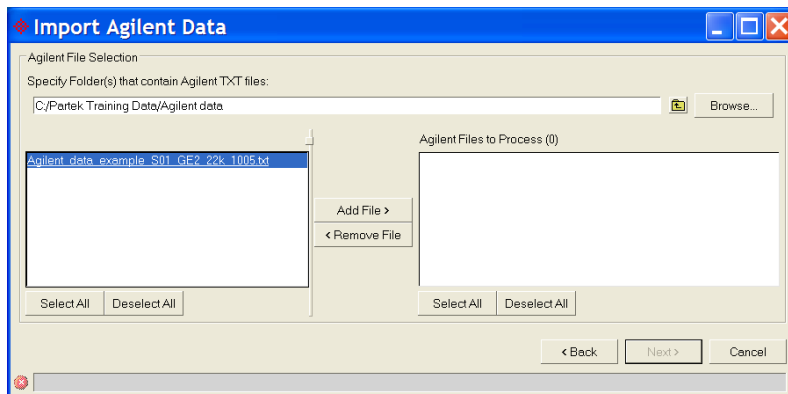 Import Agilent Data
Agilent File Selection
Specify Folder(s) that contain Agilent TXT files:
C:/Partek Training Data/Agilent data
Browse...
Agilent Files to Process (0)
Agilent_data_example_S01_GE2_22k_1005.txt
Add File >
< Remove File
Select All
Deselect All
Select All
Deselect All
< Back
Next >
Cancel